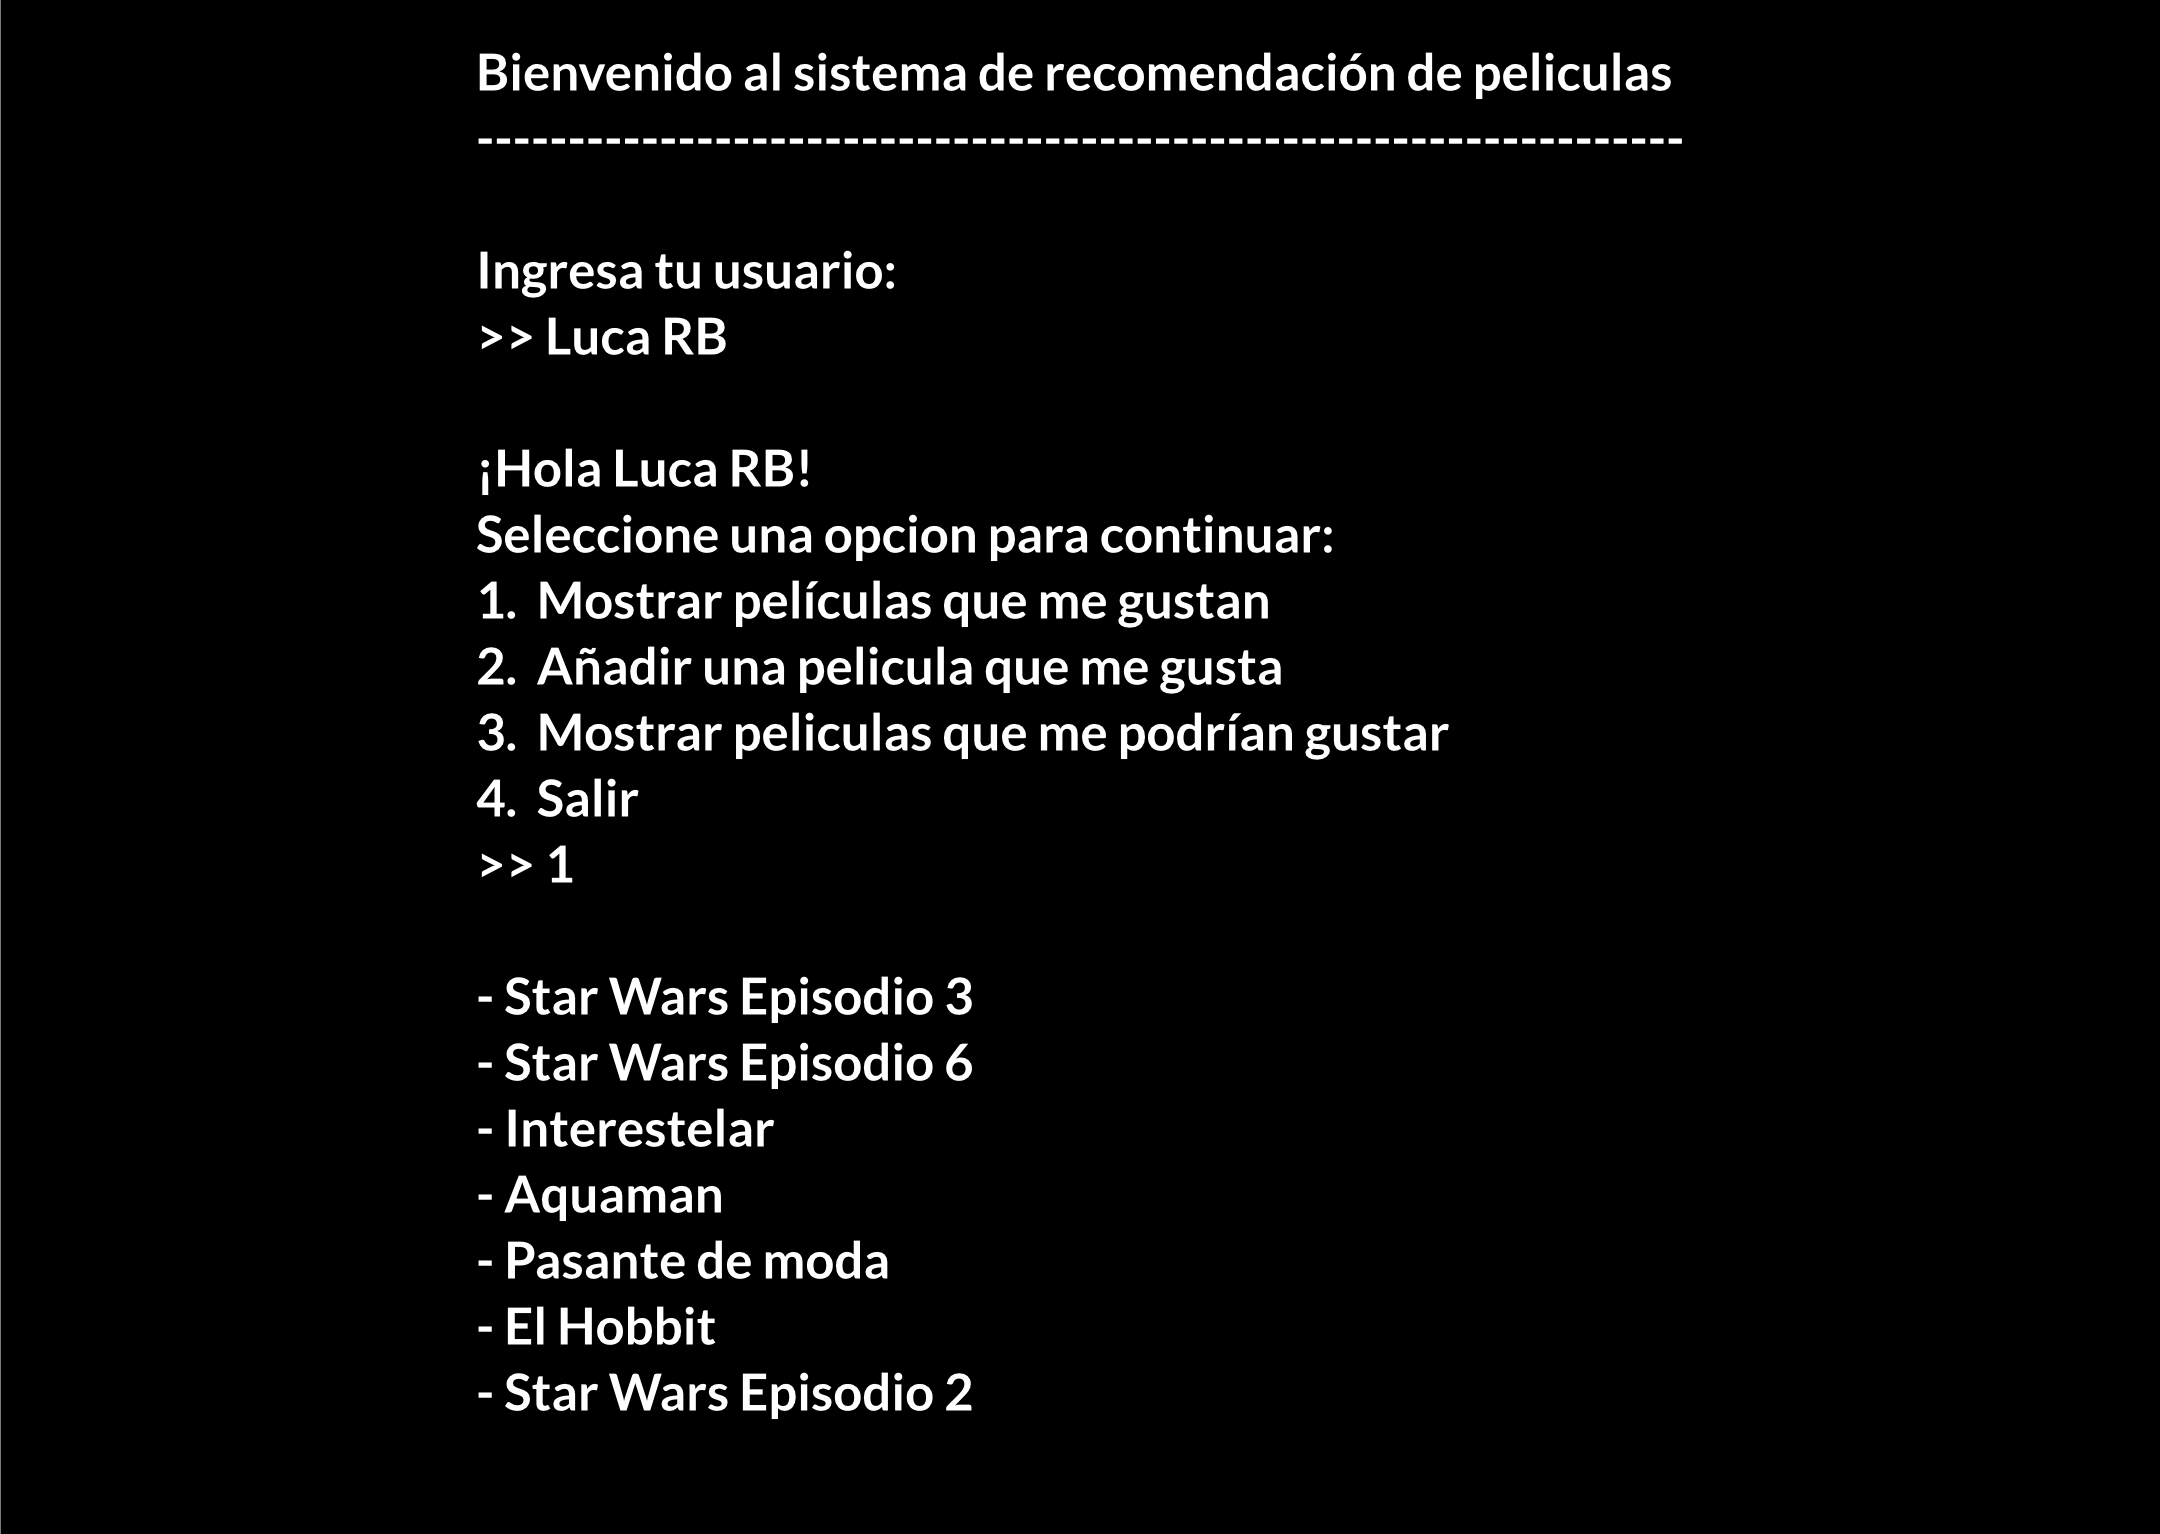 Bienvenido al sistema de recomendación de peliculas
------------------------------------------------------------------
Ingresa tu usuario:
>> Luca RB
¡Hola Luca RB!
Seleccione una opcion para continuar:
1. Mostrar películas que me gustan
2. Añadir una pelicula que me gusta
3. Mostrar peliculas que me podrían gustar
4. Salir
>> 1
- Star Wars Episodio 3
- Star Wars Episodio 6
- Interestelar
- Aquaman
- Pasante de moda
- El Hobbit
- Star Wars Episodio 2